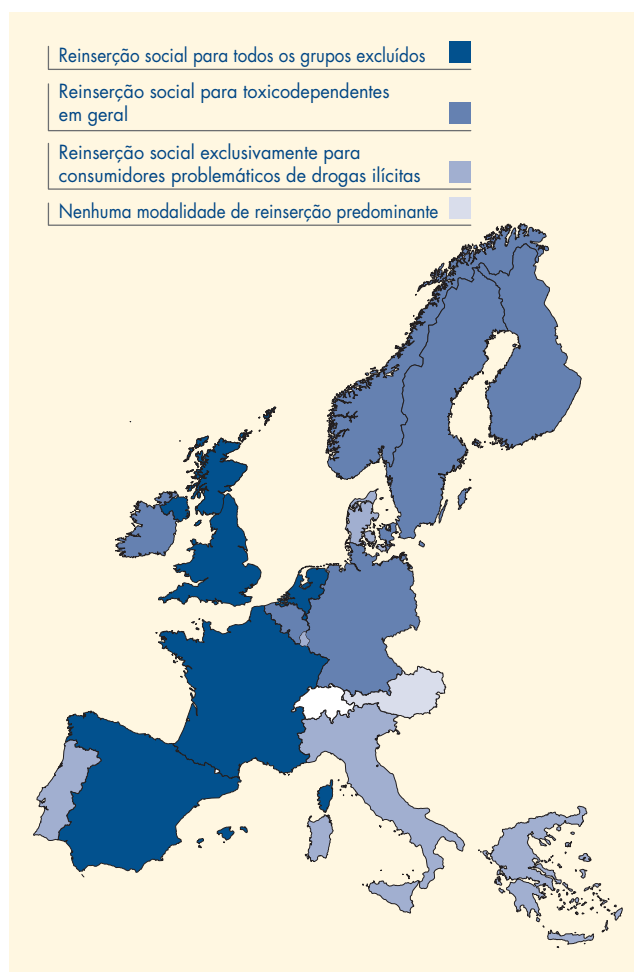 Reinserção social para todos os grupos excluídos
Reinserção social para toxicodependentes
em geral
Reinserção social exclusivamente para
consumidores problemáticos de drogas ilícitas
Nenhuma modalidade de reinserção predominante